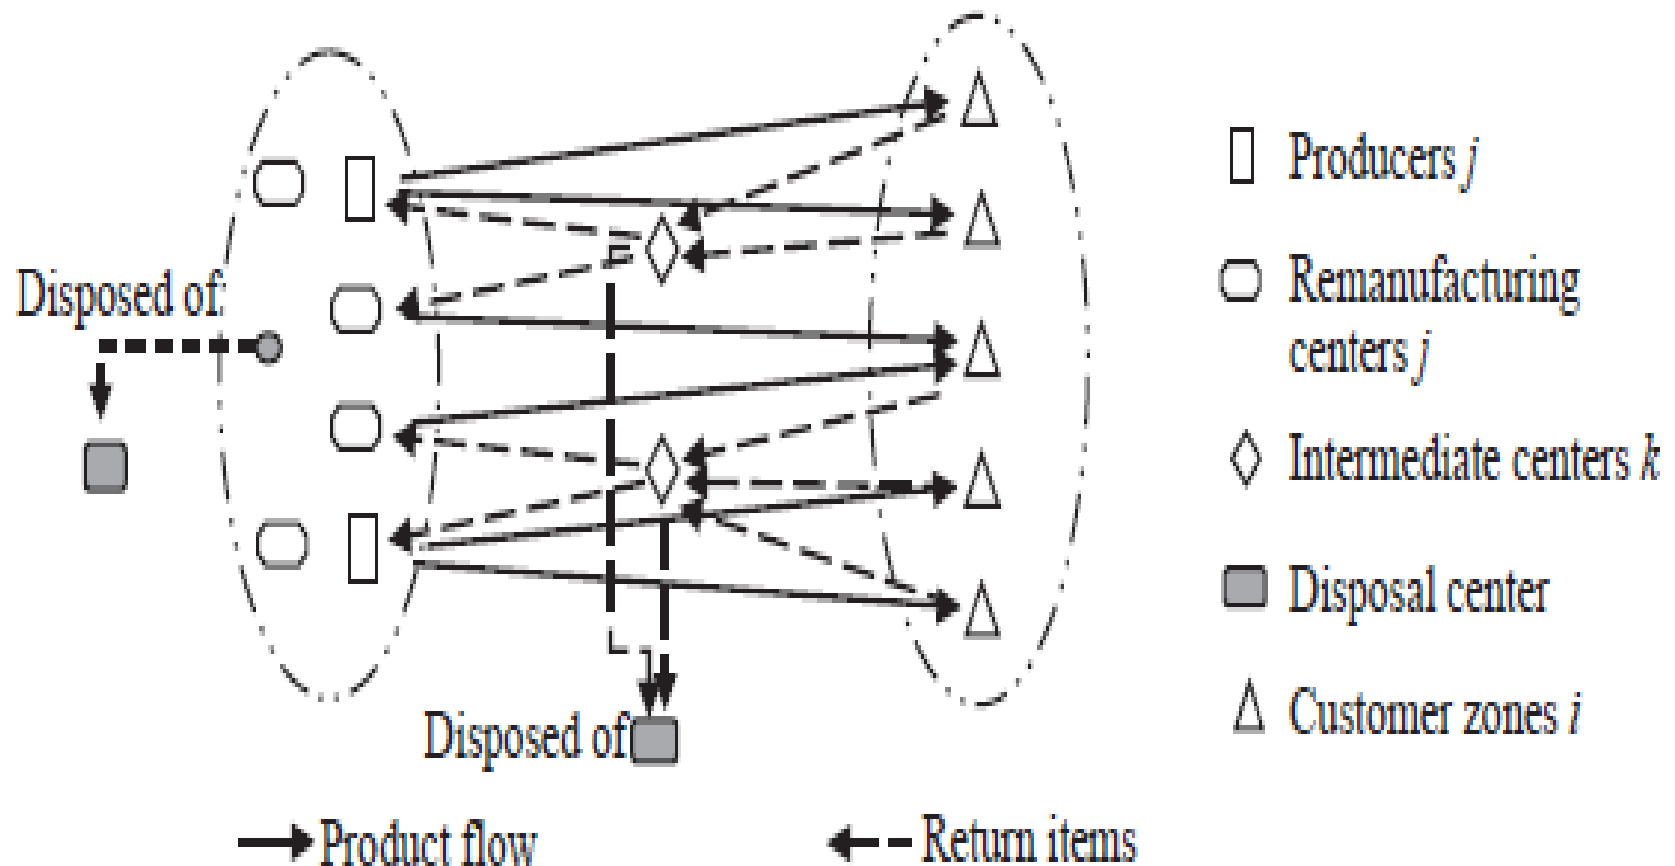 Disposed of
Disposed of
Product flow
Return items
Producers j
Remanufacturing
centers j
Intermediate centers k
Disposal center
Customer zones i